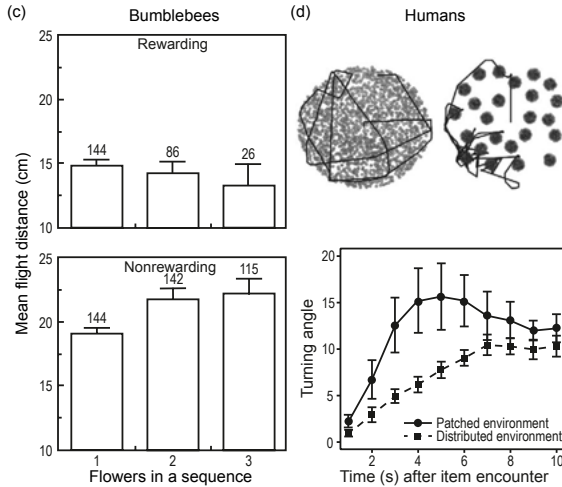 (c)
Bumblebees
Mean flight distance (cm)
25
20
15
10
Rewarding
144
86
26
25
20
15
10
Nonrewarding
144
142
115
1
2
3
Flowers in a sequence
(d)
Humans
Turning angle
20
15
10
5
0
Patched environment
Distributed environment
2
4
6
8
10
Time (s) after item encounter